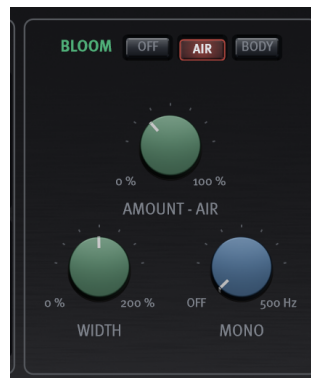 BLOOM OFF AIR BODY
0 % 100 %
AMOUNT - AIR
0 % 200 % OFF 500 Hz
WIDTH MONO